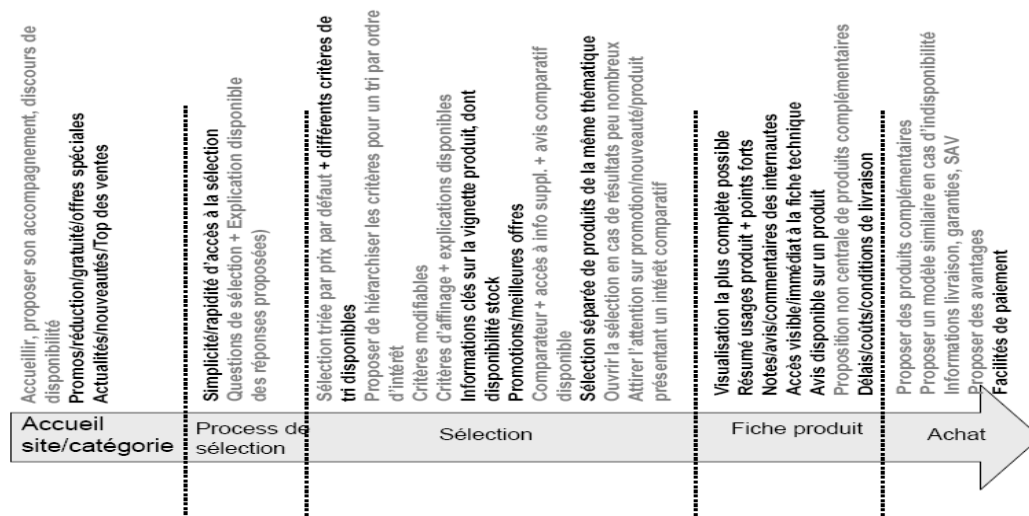 Accueillir, proposer son accompagnement, discours de
disponibilité
Promos/réduction/gratuité/offres spéciales
Actualités/nouveautés/Top des ventes
Simplicité/rapidité d'accès à la sélection
Questions de sélection + Explication disponible
des réponses proposées)
Sélection triée par prix par défaut + différents critères de
tri disponibles
Proposer de hiérarchiser les critères pour un tri par ordre
d'intérêt
Critères modifiables
Critères d'affinage + explications disponibles
Informations clés sur la vignette produit, dont
disponibilité stock
Promotions/meilleures offres
Comparateur + accès à info suppl. + avis comparatif
disponible
Sélection séparée de produits de la même thématique
Ouvrir la sélection en cas de résultats peu nombreux
Attirer l'attention sur promotion/nouveauté/produit
présentant un intérêt comparatif
Visualisation la plus complète possible
Résumé usages produit + points forts
Notes/avis/commentaires des internautes
Accès visible/immédiat à la fiche technique
Avis disponible sur un produit
Proposition non centrale de produits complémentaires
Délais/coûts/conditions de livraison
Proposer des produits complémentaires
Proposer un modèle similaire en cas d'indisponibilité
Informations livraison, garanties, SAV
Proposer des avantages
Facilités de paiement
Accueil
site/catégorie
Process de
sélection
Sélection
Fiche produit
Achat